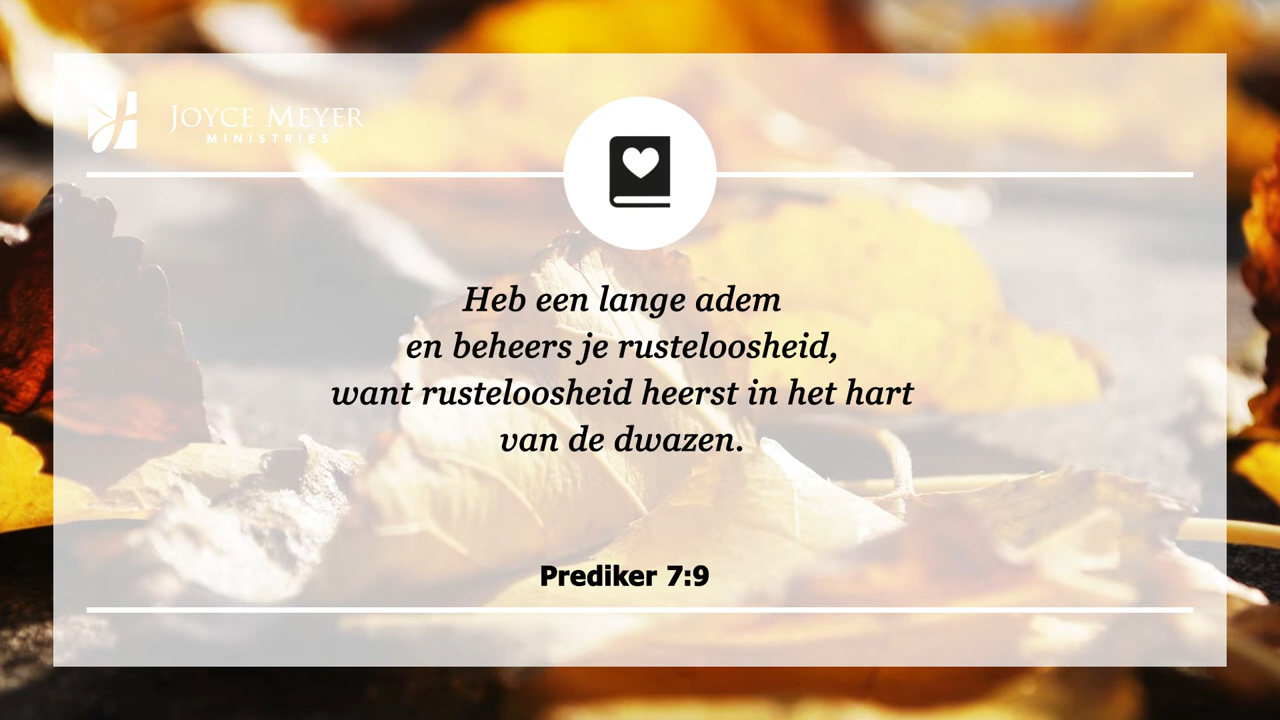 JOYCE MEYER
MINISTRIES
Heb een lange adem
en beheers je rusteloosheid,
want rusteloosheid heerst in het hart
van de dwazen.
Prediker 7:9